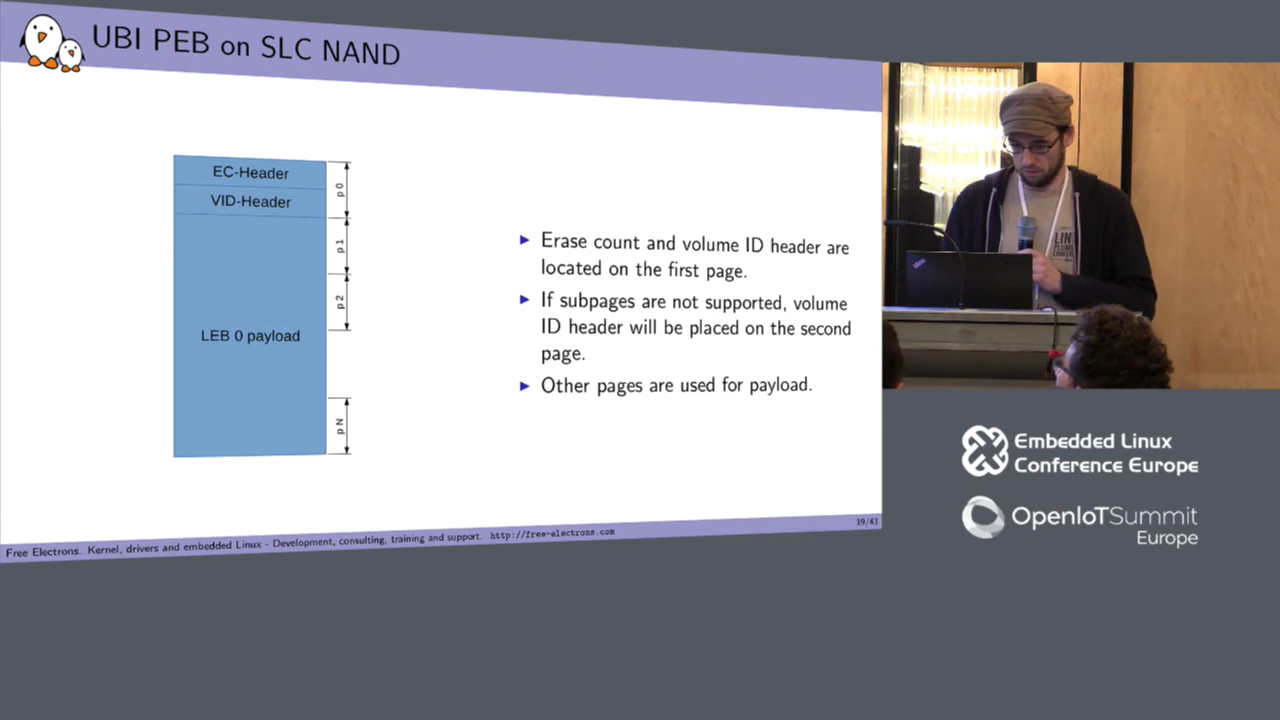 UBI PEB on SLC NAND
EC-Header
VID-Header
LEB 0 payload
p0
p1
p2
pN
▶ Erase count and volume ID header are
located on the first page.
▶ If subpages are not supported, volume
ID header will be placed on the second
page.
▶ Other pages are used for payload.
19/43
Free Electrons. Kernel, drivers and embedded Linux - Development, consulting, training and support. http://free-electrons.com
LIN
Embedded Linux
Conference Europe
OpenIoTSummit
Europe